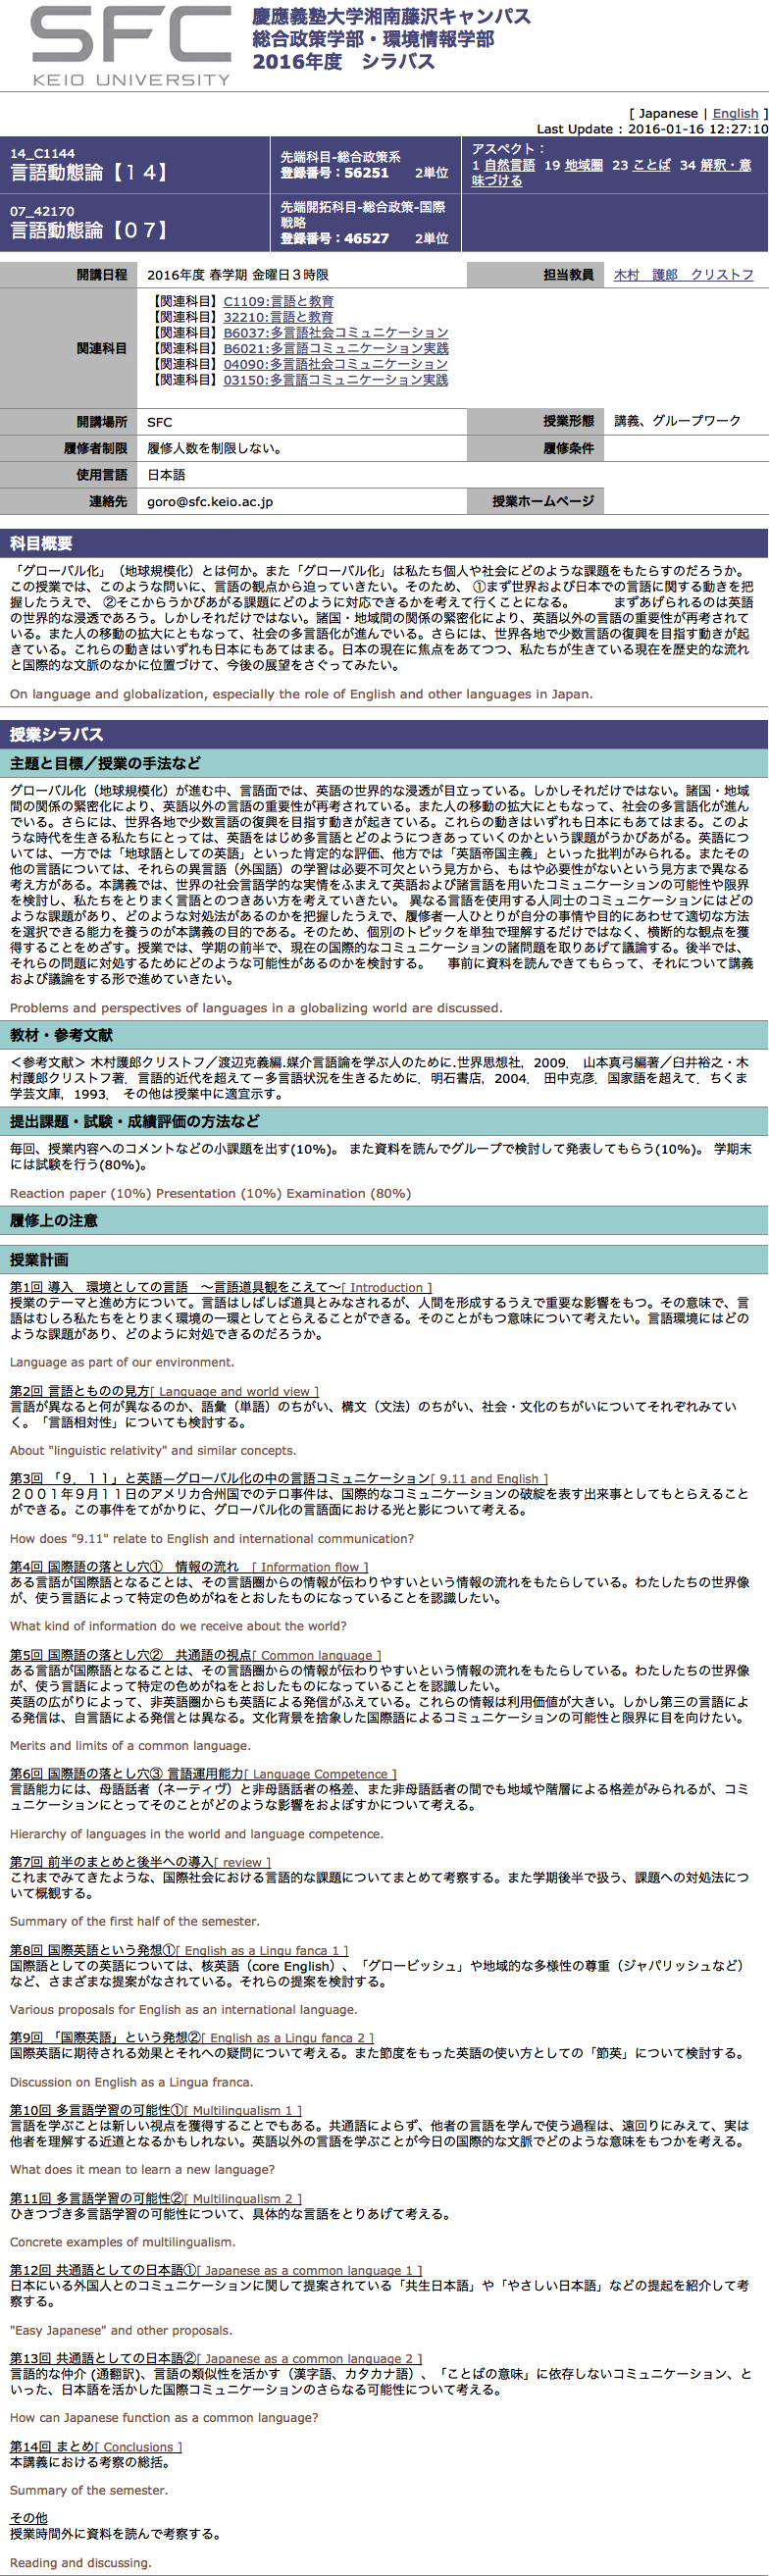 SFC
KEIO UNIVERSITY
慶應義塾大学湘南藤沢キャンパス
総合政策学部・環境情報学部
2016年度　シラバス
[ Japanese | English ]
Last Update : 2016-01-16 12:27:10
14_C1144
言語動態論【１４】
先端科目-総合政策系
登録番号：56251　2単位
アスペクト：
1 自然言語 19 地域圏 23 ことば 34 解釈・意
味づける
07_42170
言語動態論【０７】
先端開拓科目-総合政策-国際
戦略
登録番号：46527　2単位
開講日程　2016年度 春学期 金曜日３時限
担当教員　木村　護郎　クリストフ
関連科目
【関連科目】C1109:言語と教育
【関連科目】32210:言語と教育
【関連科目】B6037:多言語社会コミュニケーション
【関連科目】B6021:多言語コミュニケーション実践
【関連科目】04090:多言語社会コミュニケーション
【関連科目】03150:多言語コミュニケーション実践
開講場所　SFC
授業形態　講義、グループワーク
履修者制限　履修人数を制限しない。
履修条件
使用言語　日本語
連絡先　goro@sfc.keio.ac.jp
授業ホームページ
科目概要
「グローバル化」（地球規模化）とは何か。また「グローバル化」は私たち個人や社会にどのような課題をもたらすのだろうか。
この授業では、このような問いに、言語の観点から迫っていきたい。そのため、 ①まず世界および日本での言語に関する動きを把
握したうえで、 ②そこからうかびあがる課題にどのように対応できるかを考えて行くことになる。　　　まずあげられるのは英語
の世界的な浸透であろう。しかしそれだけではない。諸国・地域間の関係の緊密化により、英語以外の言語の重要性が再考されて
いる。また人の移動の拡大にともなって、社会の多言語化が進んでいる。さらには、世界各地で少数言語の復興を目指す動きが起
きている。これらの動きはいずれも日本にもあてはまる。日本の現在に焦点をあてつつ、私たちが生きている現在を歴史的な流れ
と国際的な文脈のなかに位置づけて、今後の展望をさぐってみたい。
On language and globalization, especially the role of English and other languages in Japan.
授業シラバス
主題と目標／授業の手法など
グローバル化（地球規模化）が進む中、言語面では、英語の世界的な浸透が目立っている。しかしそれだけではない。諸国・地域
間の関係の緊密化により、英語以外の言語の重要性が再考されている。また人の移動の拡大にともなって、社会の多言語化が進ん
でいる。さらには、世界各地で少数言語の復興を目指す動きが起きている。これらの動きはいずれも日本にもあてはまる。このよ
うな時代を生きる私たちにとっては、英語をはじめ多言語とどのようにつきあっていくのかという課題がうかびあがる。英語につ
いては、一方では「地球語としての英語」といった肯定的な評価、他方では「英語帝国主義」といった批判がみられる。またその
他の言語については、それらの異言語（外国語）の学習は必要不可欠という見方から、もはや必要性がないという見方まで異なる
考え方がある。本講義では、世界の社会言語学的な実情をふまえて英語および諸言語を用いたコミュニケーションの可能性や限界
を検討し、私たちをとりまく言語とのつきあい方を考えていきたい。 異なる言語を使用する人同士のコミュニケーションにはどの
ような課題があり、どのような対処法があるのかを把握したうえで、履修者一人ひとりが自分の事情や目的にあわせて適切な方法
を選択できる能力を養うのが本講義の目的である。そのため、個別のトピックを単独で理解するだけではなく、横断的な観点を獲
得することをめざす。授業では、学期の前半で、現在の国際的なコミュニケーションの諸問題を取りあげて議論する。後半では、
それらの問題に対処するためにどのような可能性があるのかを検討する。　事前に資料を読んできてもらって、それについて講義
および議論をする形で進めていきたい。
Problems and perspectives of languages in a globalizing world are discussed.
教材・参考文献
＜参考文献＞ 木村護郎クリストフ／渡辺克義編.媒介言語論を学ぶ人のために.世界思想社，2009．　山本真弓編著／臼井裕之・木
村護郎クリストフ著．言語的近代を超えて－多言語状況を生きるために．明石書店，2004．　田中克彦．国家語を超えて．ちくま
学芸文庫，1993．　その他は授業中に適宜示す。
提出課題・試験・成績評価の方法など
毎回、授業内容へのコメントなどの小課題を出す(10%)。 また資料を読んでグループで検討して発表してもらう(10%)。 学期末
には試験を行う(80%)。
Reaction paper (10%) Presentation (10%) Examination (80%)
履修上の注意
授業計画
第1回 導入　環境としての言語　～言語道具観をこえて～[ Introduction ]
授業のテーマと進め方について。言語はしばしば道具とみなされるが、人間を形成するうえで重要な影響をもつ。その意味で、言
語はむしろ私たちをとりまく環境の一環としてとらえることができる。そのことがもつ意味について考えたい。言語環境にはどの
ような課題があり、どのように対処できるのだろうか。
Language as part of our environment.
第2回 言語とものの見方[ Language and world view ]
言語が異なると何が異なるのか、語彙（単語）のちがい、構文（文法）のちがい、社会・文化のちがいについてそれぞれみてい
く。「言語相対性」についても検討する。
About "linguistic relativity" and similar concepts.
第3回 「９．１１」と英語―グローバル化の中の言語コミュニケーション[ 9.11 and English ]
２００１年９月１１日のアメリカ合州国でのテロ事件は、国際的なコミュニケーションの破綻を表す出来事としてもとらえること
ができる。この事件をてがかりに、グローバル化の言語面における光と影について考える。
How does "9.11" relate to English and international communication?
第4回 国際語の落とし穴①　情報の流れ　[ Information flow ]
ある言語が国際語となることは、その言語圏からの情報が伝わりやすいという情報の流れをもたらしている。わたしたちの世界像
が、使う言語によって特定の色めがねをとおしたものになっていることを認識したい。
What kind of information do we receive about the world?
第5回 国際語の落とし穴②　共通語の視点[ Common language ]
ある言語が国際語となることは、その言語圏からの情報が伝わりやすいという情報の流れをもたらしている。わたしたちの世界像
が、使う言語によって特定の色めがねをとおしたものになっていることを認識したい。
英語の広がりによって、非英語圏からも英語による発信がふえている。これらの情報は利用価値が大きい。しかし第三の言語によ
る発信は、自言語による発信とは異なる。文化背景を捨象した国際語によるコミュニケーションの可能性と限界に目を向けたい。
Merits and limits of a common language.
第6回 国際語の落とし穴③ 言語運用能力[ Language Competence ]
言語能力には、母語話者（ネーティヴ）と非母語話者の格差、また非母語話者の間でも地域や階層による格差がみられるが、コミ
ュニケーションにとってそのことがどのような影響をおよぼすかについて考える。
Hierarchy of languages in the world and language competence.
第7回 前半のまとめと後半への導入[ review ]
これまでみてきたような、国際社会における言語的な課題についてまとめて考察する。また学期後半で扱う、課題への対処法につ
いて概観する。
Summary of the first half of the semester.
第8回 国際英語という発想①[ English as a Lingu fanca 1 ]
国際語としての英語については、核英語（core English）、「グロービッシュ」や地域的な多様性の尊重（ジャパリッシュなど）
など、さまざまな提案がなされている。それらの提案を検討する。
Various proposals for English as an international language.
第9回 「国際英語」という発想②[ English as a Lingu fanca 2 ]
国際英語に期待される効果とそれへの疑問について考える。また節度をもった英語の使い方としての「節英」について検討する。
Discussion on English as a Lingua franca.
第10回 多言語学習の可能性①[ Multilingualism 1 ]
言語を学ぶことは新しい視点を獲得することでもある。共通語によらず、他者の言語を学んで使う過程は、遠回りにみえて、実は
他者を理解する近道となるかもしれない。英語以外の言語を学ぶことが今日の国際的な文脈でどのような意味をもつかを考える。
What does it mean to learn a new language?
第11回 多言語学習の可能性②[ Multilingualism 2 ]
ひきつづき多言語学習の可能性について、具体的な言語をとりあげて考える。
Concrete examples of multilingualism.
第12回 共通語としての日本語①[ Japanese as a common language 1 ]
日本にいる外国人とのコミュニケーションに関して提案されている「共生日本語」や「やさしい日本語」などの提起を紹介して考
察する。
"Easy Japanese" and other proposals.
第13回 共通語としての日本語②[ Japanese as a common language 2 ]
言語的な仲介 (通翻訳)、言語の類似性を活かす（漢字語、カタカナ語）、「ことばの意味」に依存しないコミュニケーション、と
いった、日本語を活かした国際コミュニケーションのさらなる可能性について考える。
How can Japanese function as a common language?
第14回 まとめ[ Conclusions ]
本講義における考察の総括。
Summary of the semester.
その他
授業時間外に資料を読んで考察する。
Reading and discussing.